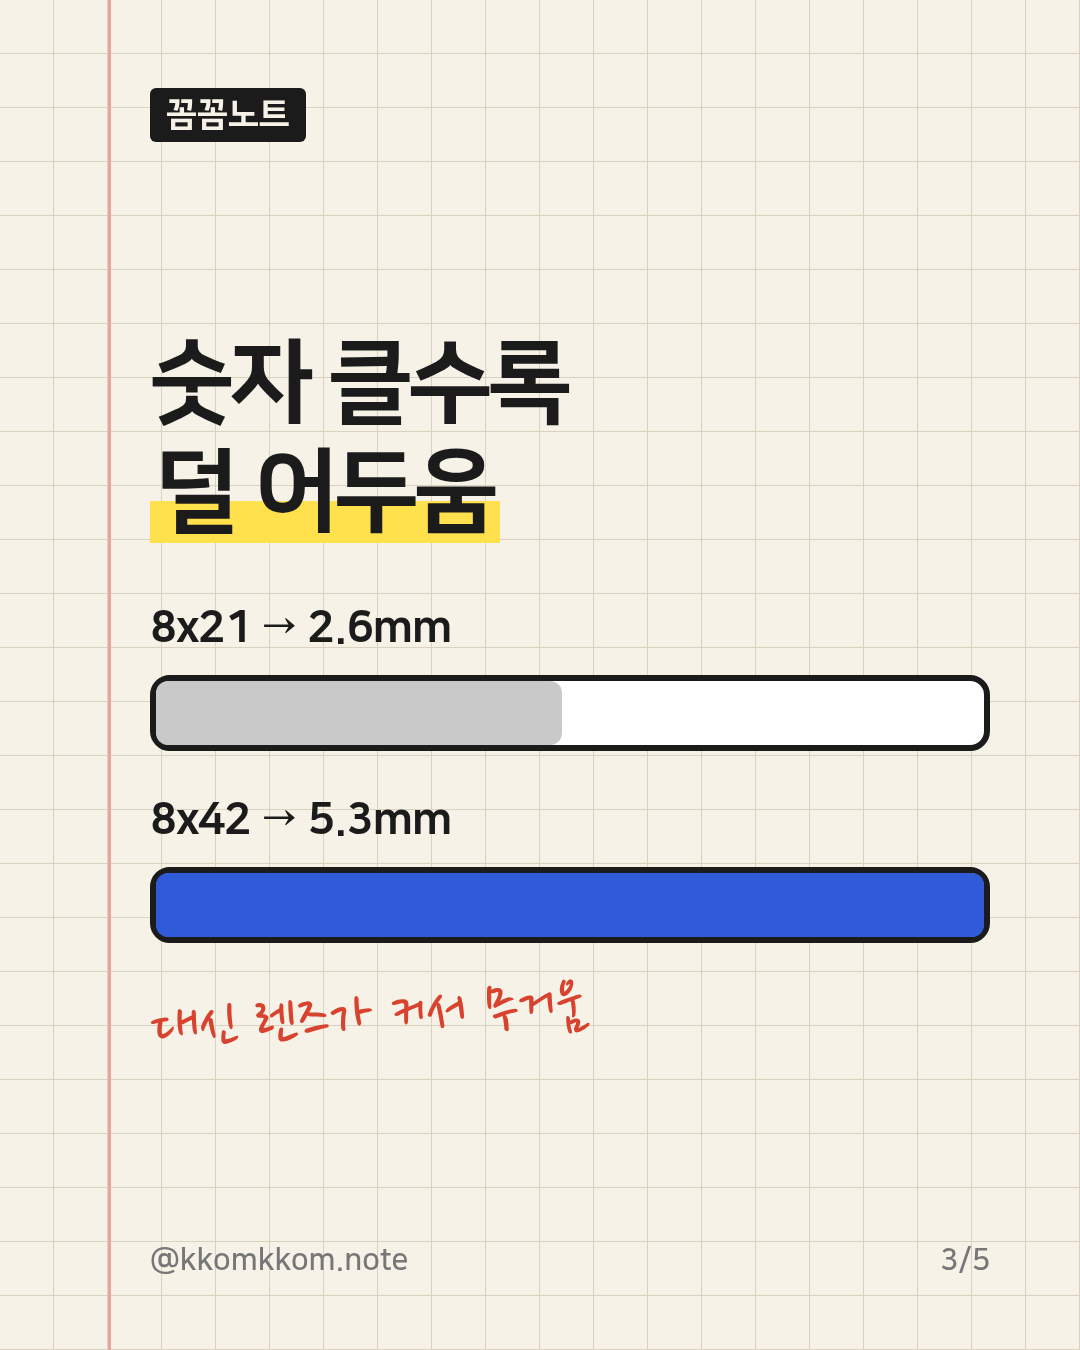 꼼꼼노트
숫자 클수록
덜 어두움
8x21 → 2.6mm
8x42 → 5.3mm
대신 렌즈가 커서 무거움
@kkomkkom.note
3/5